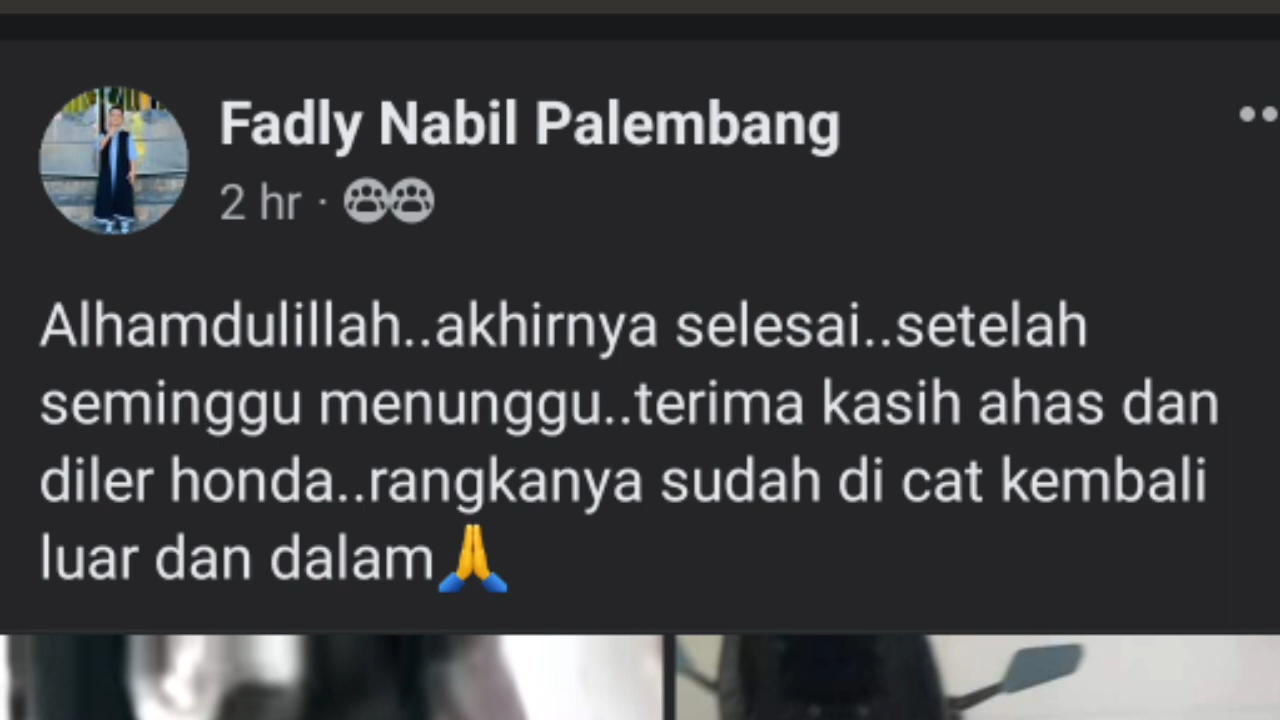 Fadly Nabil Palembang
2 hr ·
Alhamdulillah..akhirnya selesai..setelah
seminggu menunggu..terima kasih ahas dan
diler honda..rangkanya sudah di cat kembali
luar dan dalam🙏